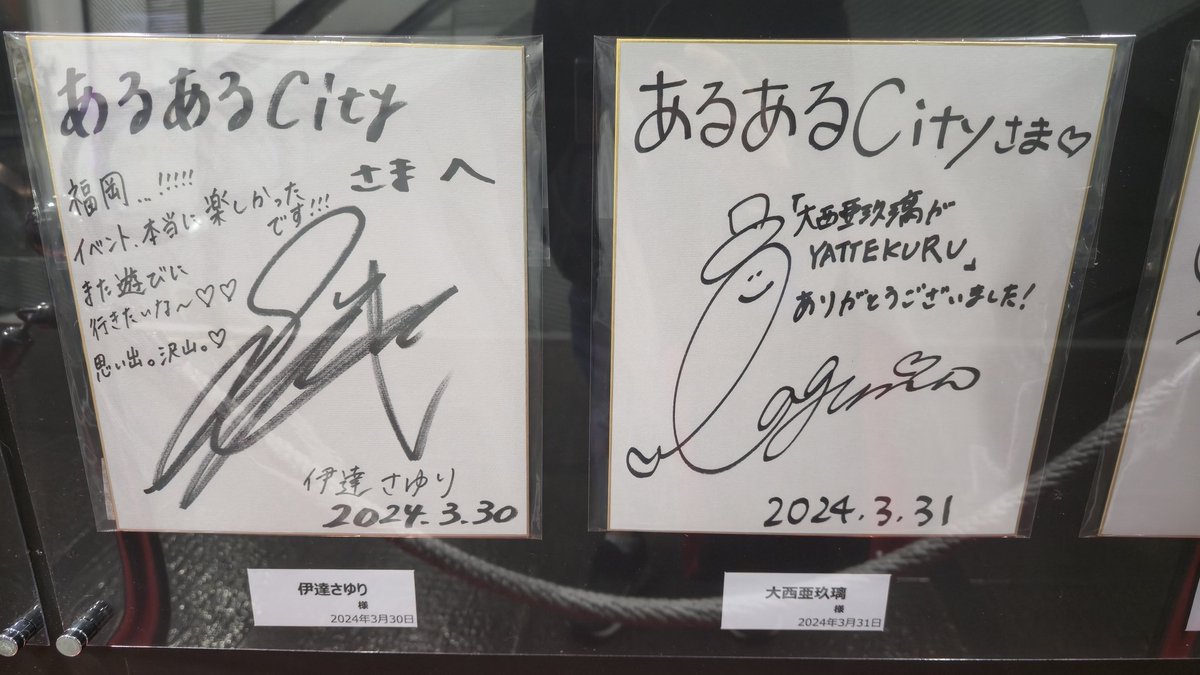 あるあるCity
さまへ
福岡...!!!!!
イベント、本当に楽しかった
です!!!
また遊びに
行きたいな〜♡♡
思い出。沢山。♡
伊達さゆり
2024.3.30
伊達さゆり
様
2024年3月30日
あるあるCityさま♡
「大西亜玖璃が
YATTEKURU」
ありがとうございました!
2024.3.31
大西亜玖璃
様
2024年3月31日